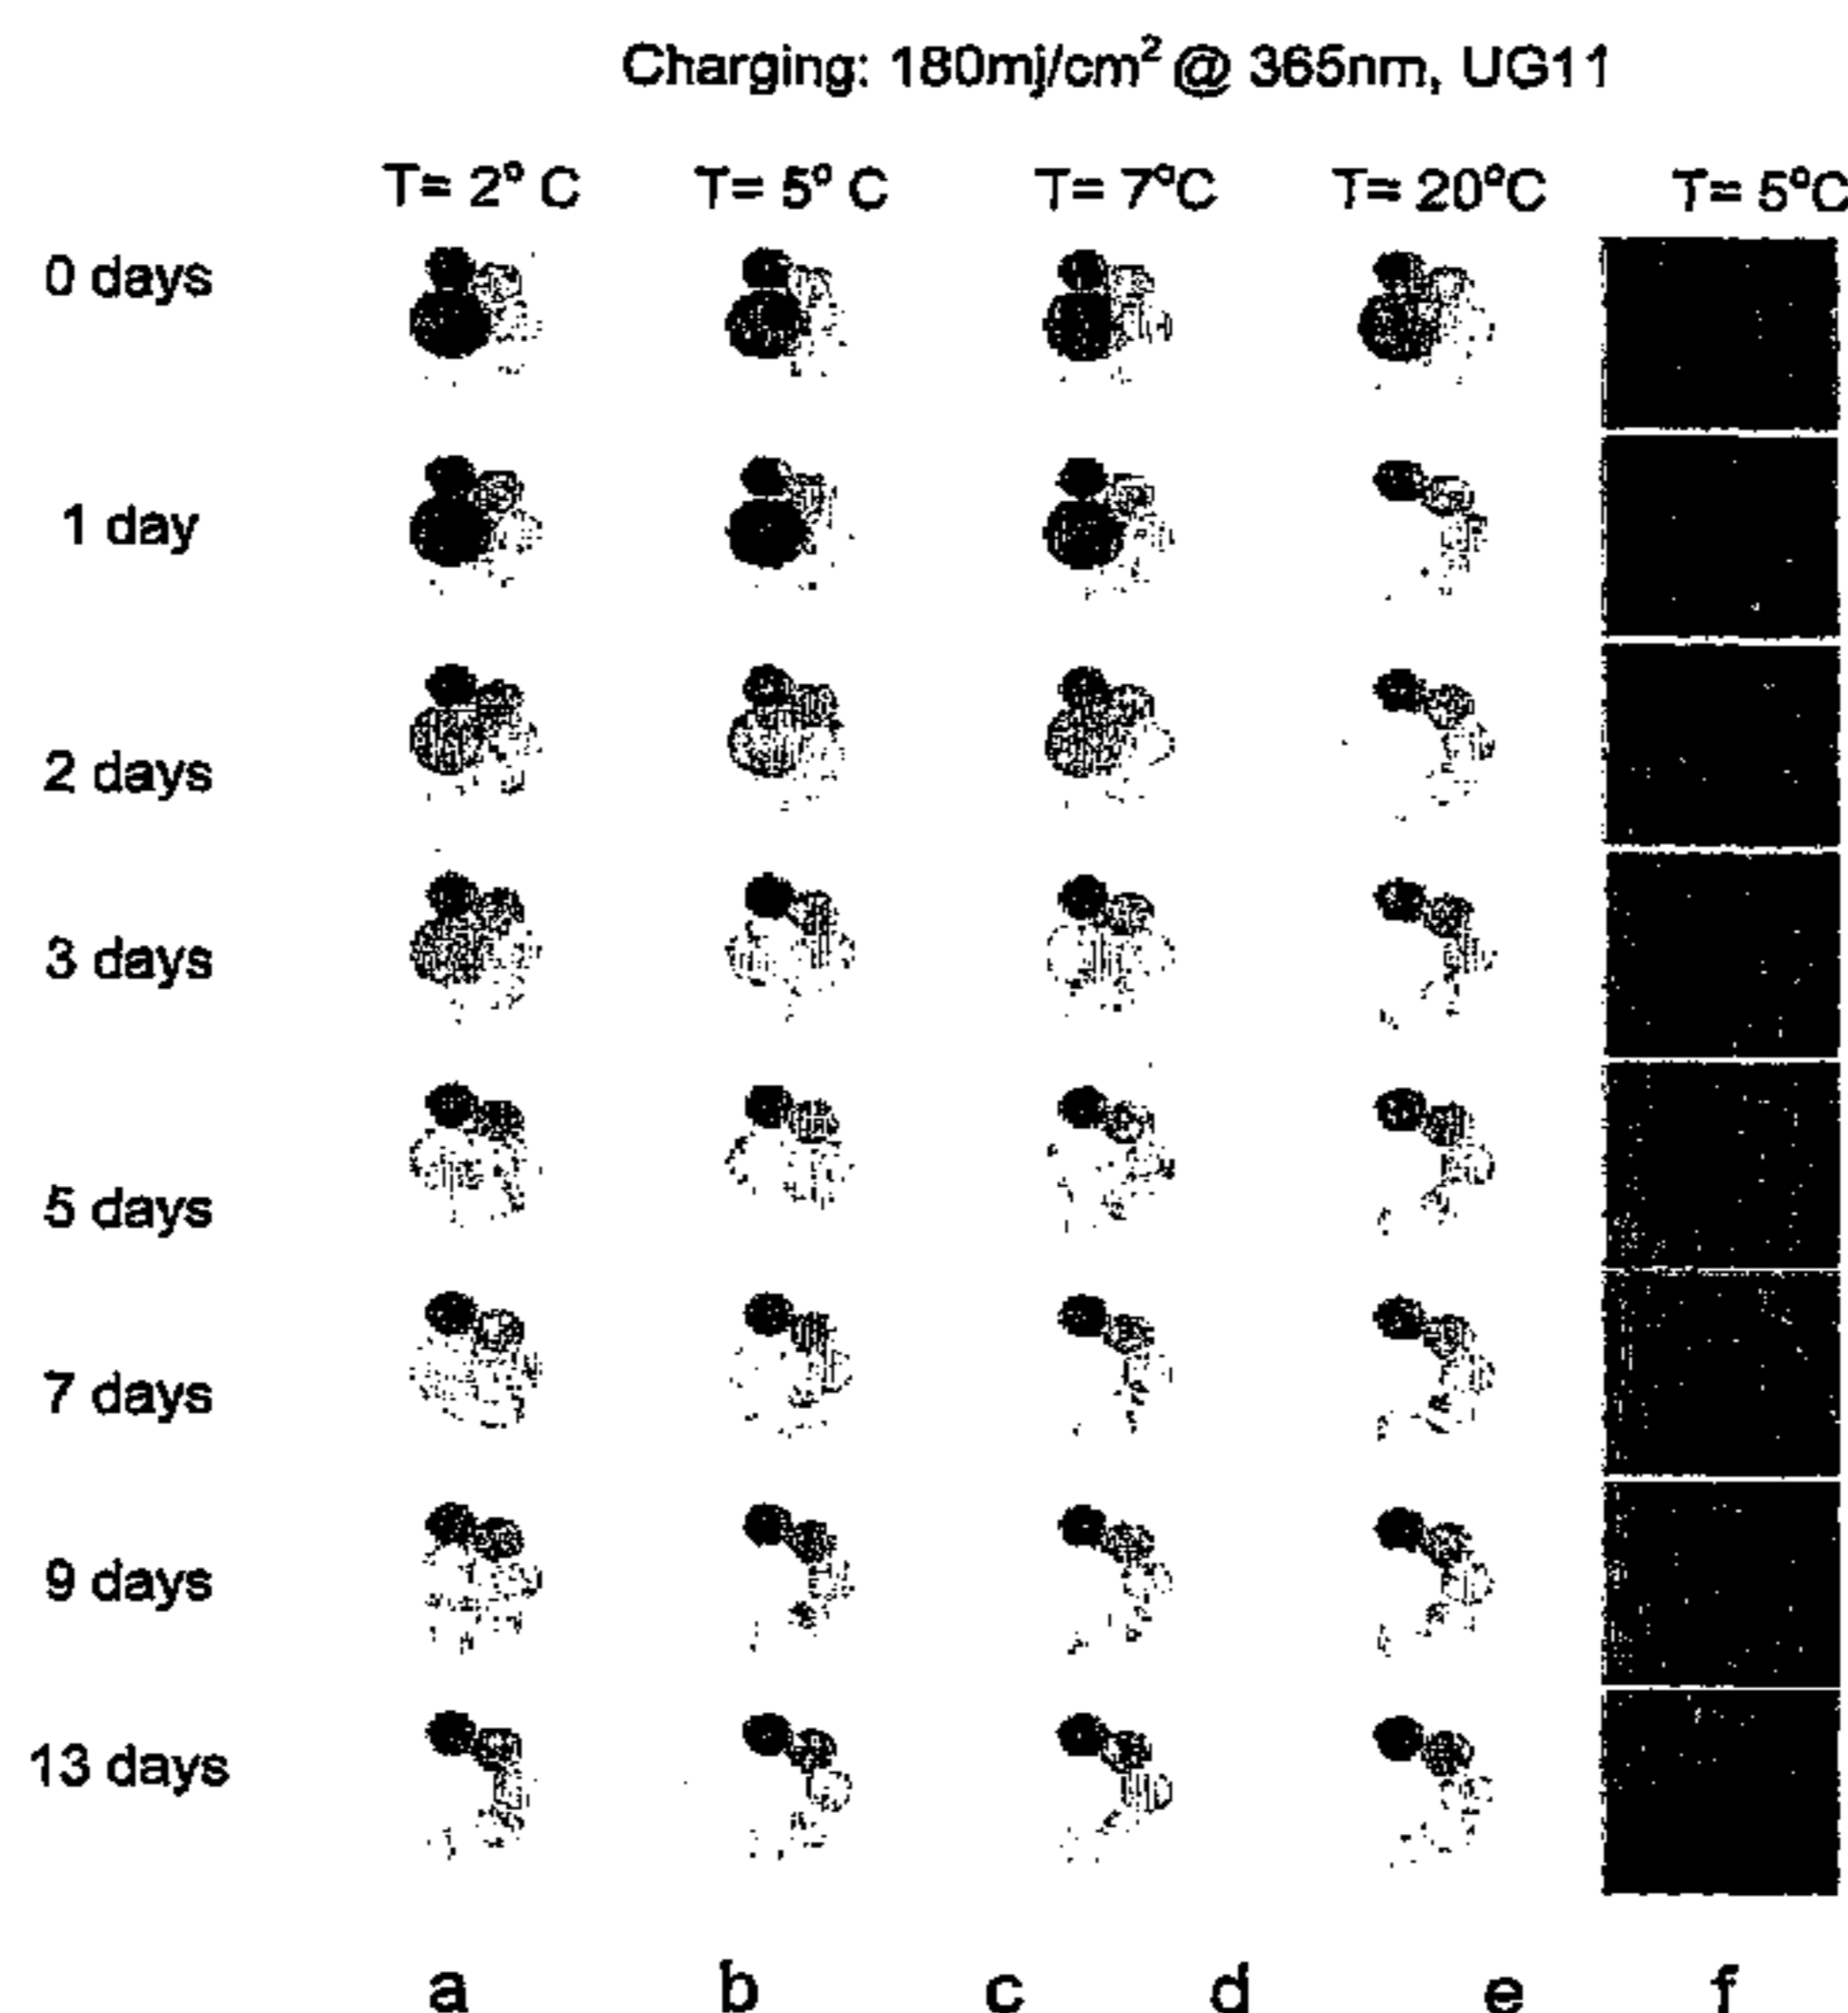 Charging: 180mj/cm² @ 365nm, UG11
T= 2° C T= 5° C T= 7°C T= 20°C T= 5°C
0 days
1 day
2 days
3 days
5 days
7 days
9 days
13 days
a b c d e f